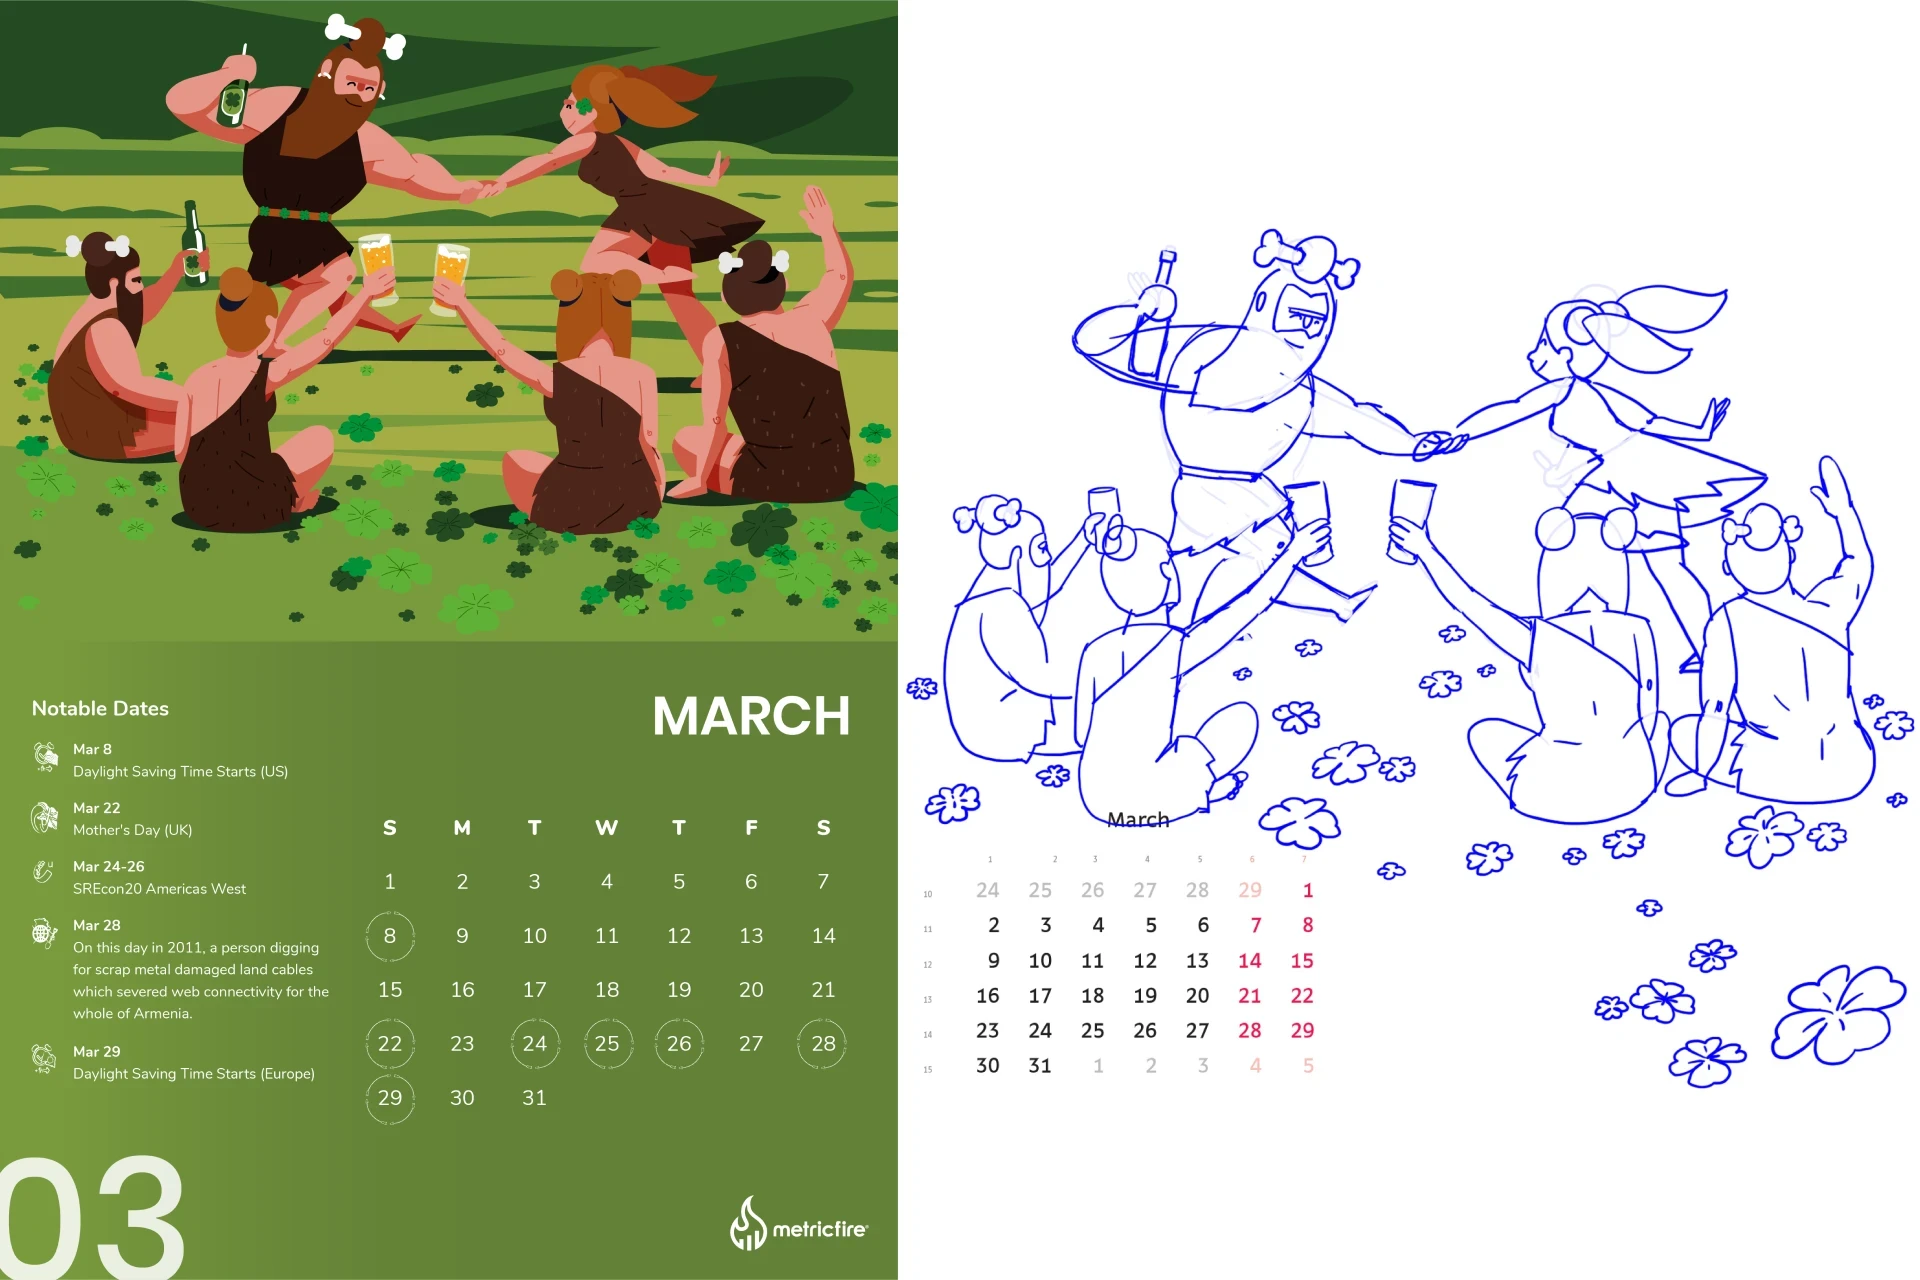 Notable Dates
Mar 8
Daylight Saving Time Starts (US)
Mar 22
Mother's Day (UK)
Mar 24-26
SREcon20 Americas West
Mar 28
On this day in 2011, a person digging
for scrap metal damaged land cables
which severed web connectivity for the
whole of Armenia.
Mar 29
Daylight Saving Time Starts (Europe)
MARCH
S M T W T F S
1 2 3 4 5 6 7
8 9 10 11 12 13 14
15 16 17 18 19 20 21
22 23 24 25 26 27 28
29 30 31
03
metricfire
March
1 2 3 4 5 6 7
10 24 25 26 27 28 29 1
11 2 3 4 5 6 7 8
12 9 10 11 12 13 14 15
13 16 17 18 19 20 21 22
14 23 24 25 26 27 28 29
15 30 31 1 2 3 4 5